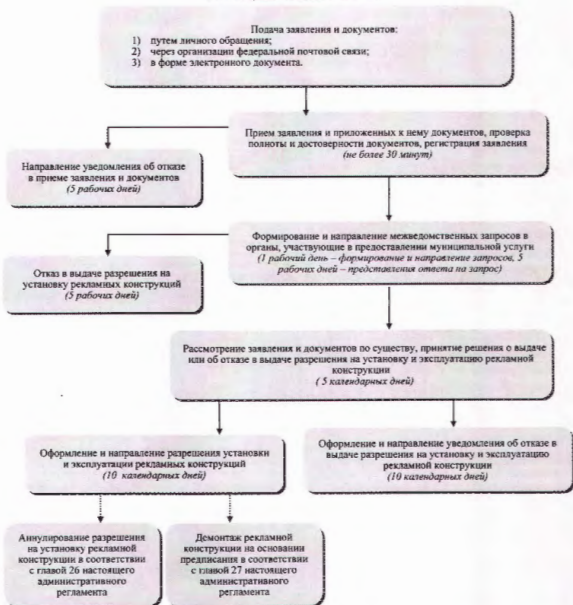 Подача заявления и документов:
1) путем личного обращения;
2) через организации федеральной почтовой связи;
3) в форме электронного документа.
Прием заявления и приложенных к нему документов, проверка
полноты и достоверности документов, регистрация заявления
(не более 30 минут)
Направление уведомления об отказе
в приеме заявления и документов
(5 рабочих дней)
Формирование и направление межведомственных запросов в
органы, участвующие в предоставлении муниципальной услуги
(1 рабочий день – формирование и направление запросов, 5
рабочих дней – представления ответа на запрос)
Отказ в выдаче разрешения на
установку рекламных конструкций
(5 рабочих дней)
Рассмотрение заявления и документов по существу, принятие решения о выдаче
или об отказе в выдаче разрешения на установку и эксплуатацию рекламной
конструкции
( 5 календарных дней)
Оформление и направление разрешения установки
и эксплуатации рекламных конструкций
(10 календарных дней)
Оформление и направление уведомления об отказе в
выдаче разрешения на установку и эксплуатацию
рекламной конструкции
(10 календарных дней)
Аннулирование разрешения
на установку рекламной
конструкции в соответствии
с главой 26 настоящего
административного
регламента
Демонтаж рекламной
конструкции на основании
предписания в соответствии
с главой 27 настоящего
административного
регламента